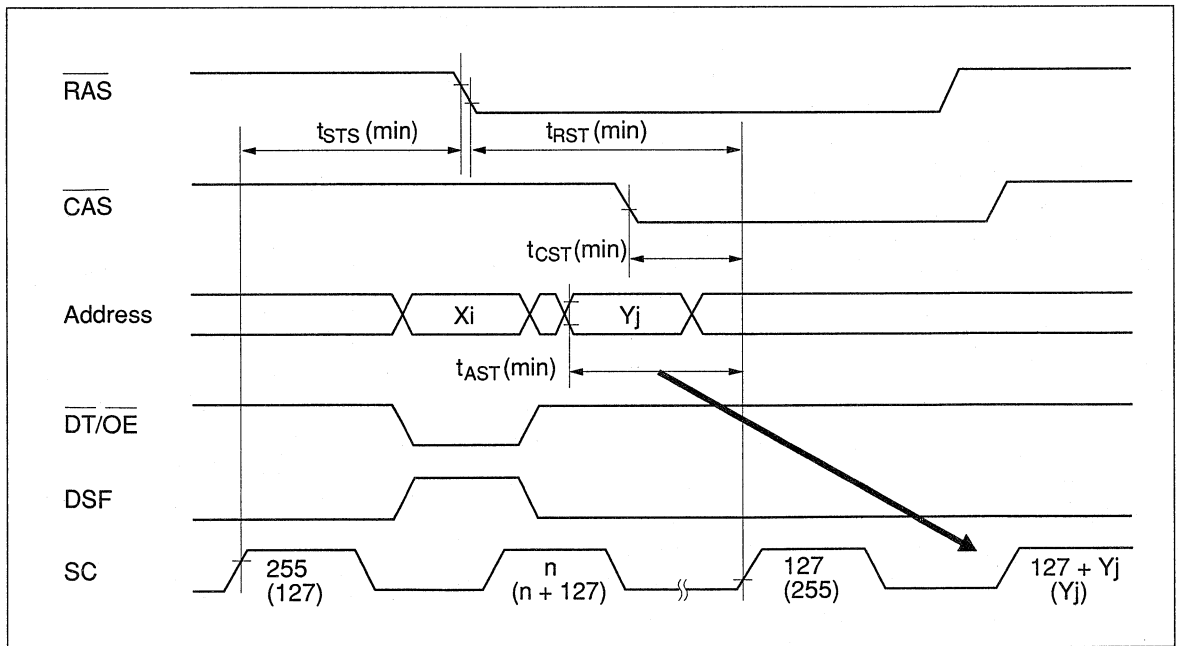 RAS
tSTS (min)
tRST (min)
CAS
tCST (min)
Address
Xi
Yj
tAST (min)
DT/OE
DSF
SC
255
(127)
n
(n + 127)
127
(255)
127 + Yj
(Yj)